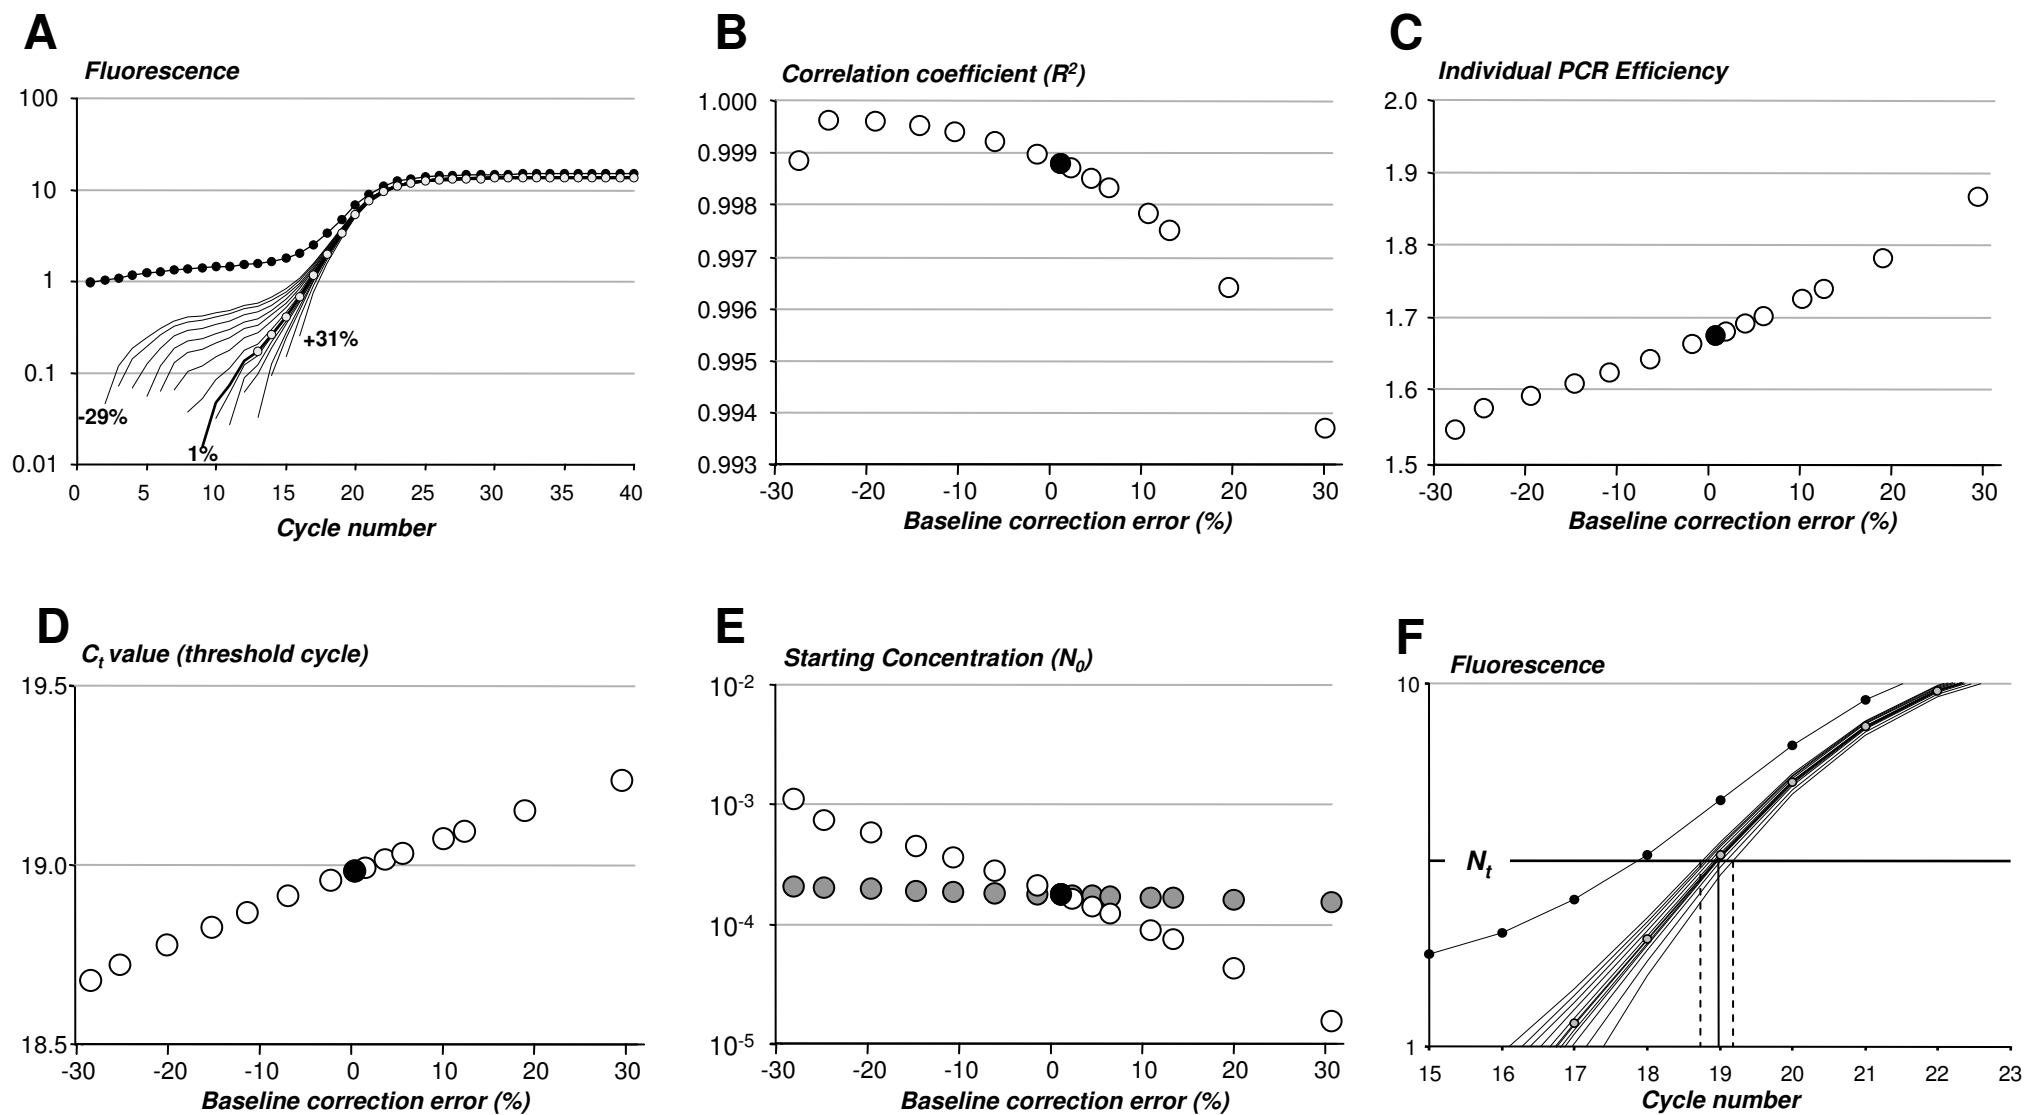 A
Fluorescence
100
10
1
0.1
0.01
-29%
1%
+31%
0 5 10 15 20 25 30 35 40
Cycle number
B
Correlation coefficient (R²)
1.000
0.999
0.998
0.997
0.996
0.995
0.994
0.993
-30 -20 -10 0 10 20 30
Baseline correction error (%)
C
Individual PCR Efficiency
2.0
1.9
1.8
1.7
1.6
1.5
-30 -20 -10 0 10 20 30
Baseline correction error (%)
D
Cₜ value (threshold cycle)
19.5
19.0
18.5
-30 -20 -10 0 10 20 30
Baseline correction error (%)
E
Starting Concentration (N₀)
10⁻²
10⁻³
10⁻⁴
10⁻⁵
-30 -20 -10 0 10 20 30
Baseline correction error (%)
F
Fluorescence
10
Nₜ
1
15 16 17 18 19 20 21 22 23
Cycle number